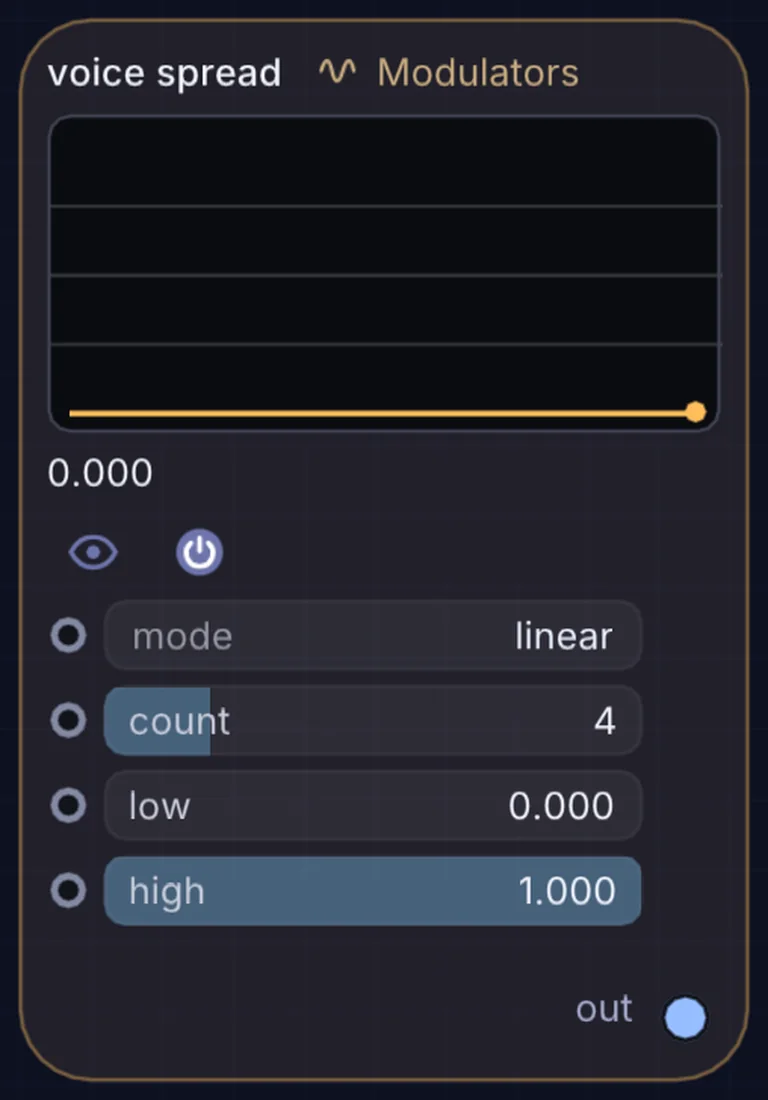 voice spread Modulators
0.000
mode linear
count 4
low 0.000
high 1.000
out